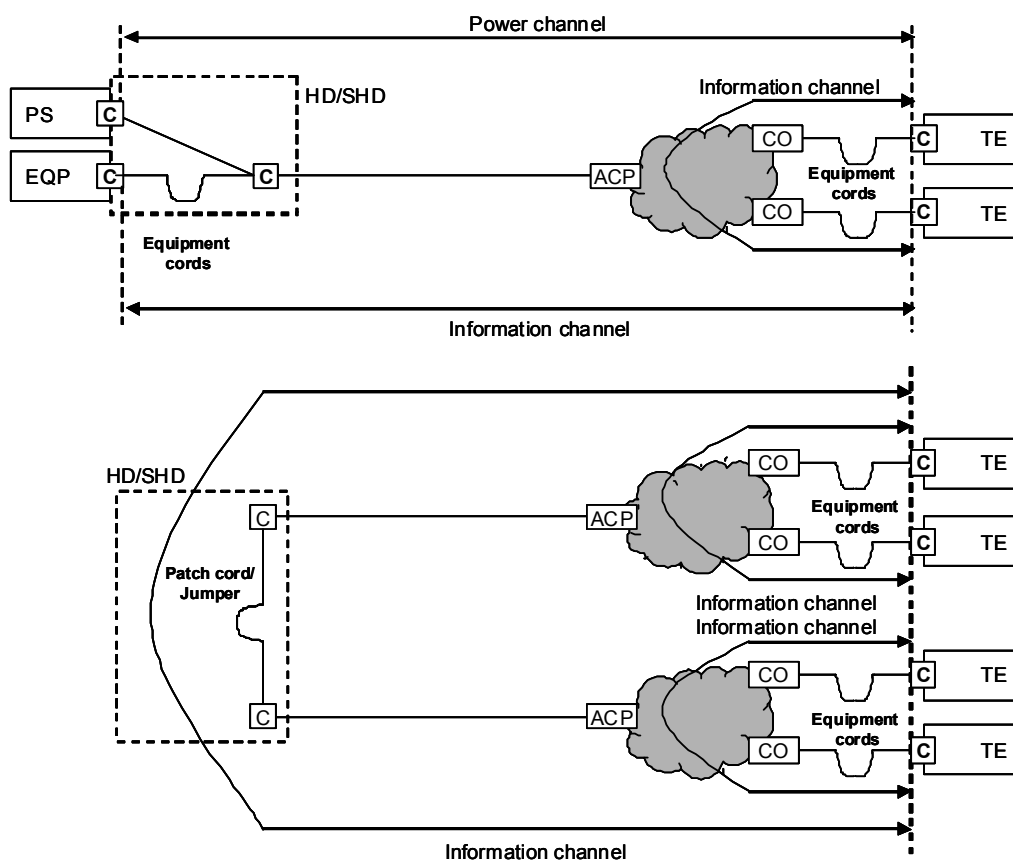 Power channel
HD/SHD
Information channel
PS
C
CO
C
TE
EQP
C
C
ACP
Equipment
cords
CO
C
TE
Equipment
cords
Information channel
HD/SHD
CO
C
TE
C
ACP
Equipment
cords
CO
C
TE
Patch cord/
Jumper
Information channel
Information channel
CO
C
TE
C
ACP
Equipment
cords
CO
C
TE
Information channel